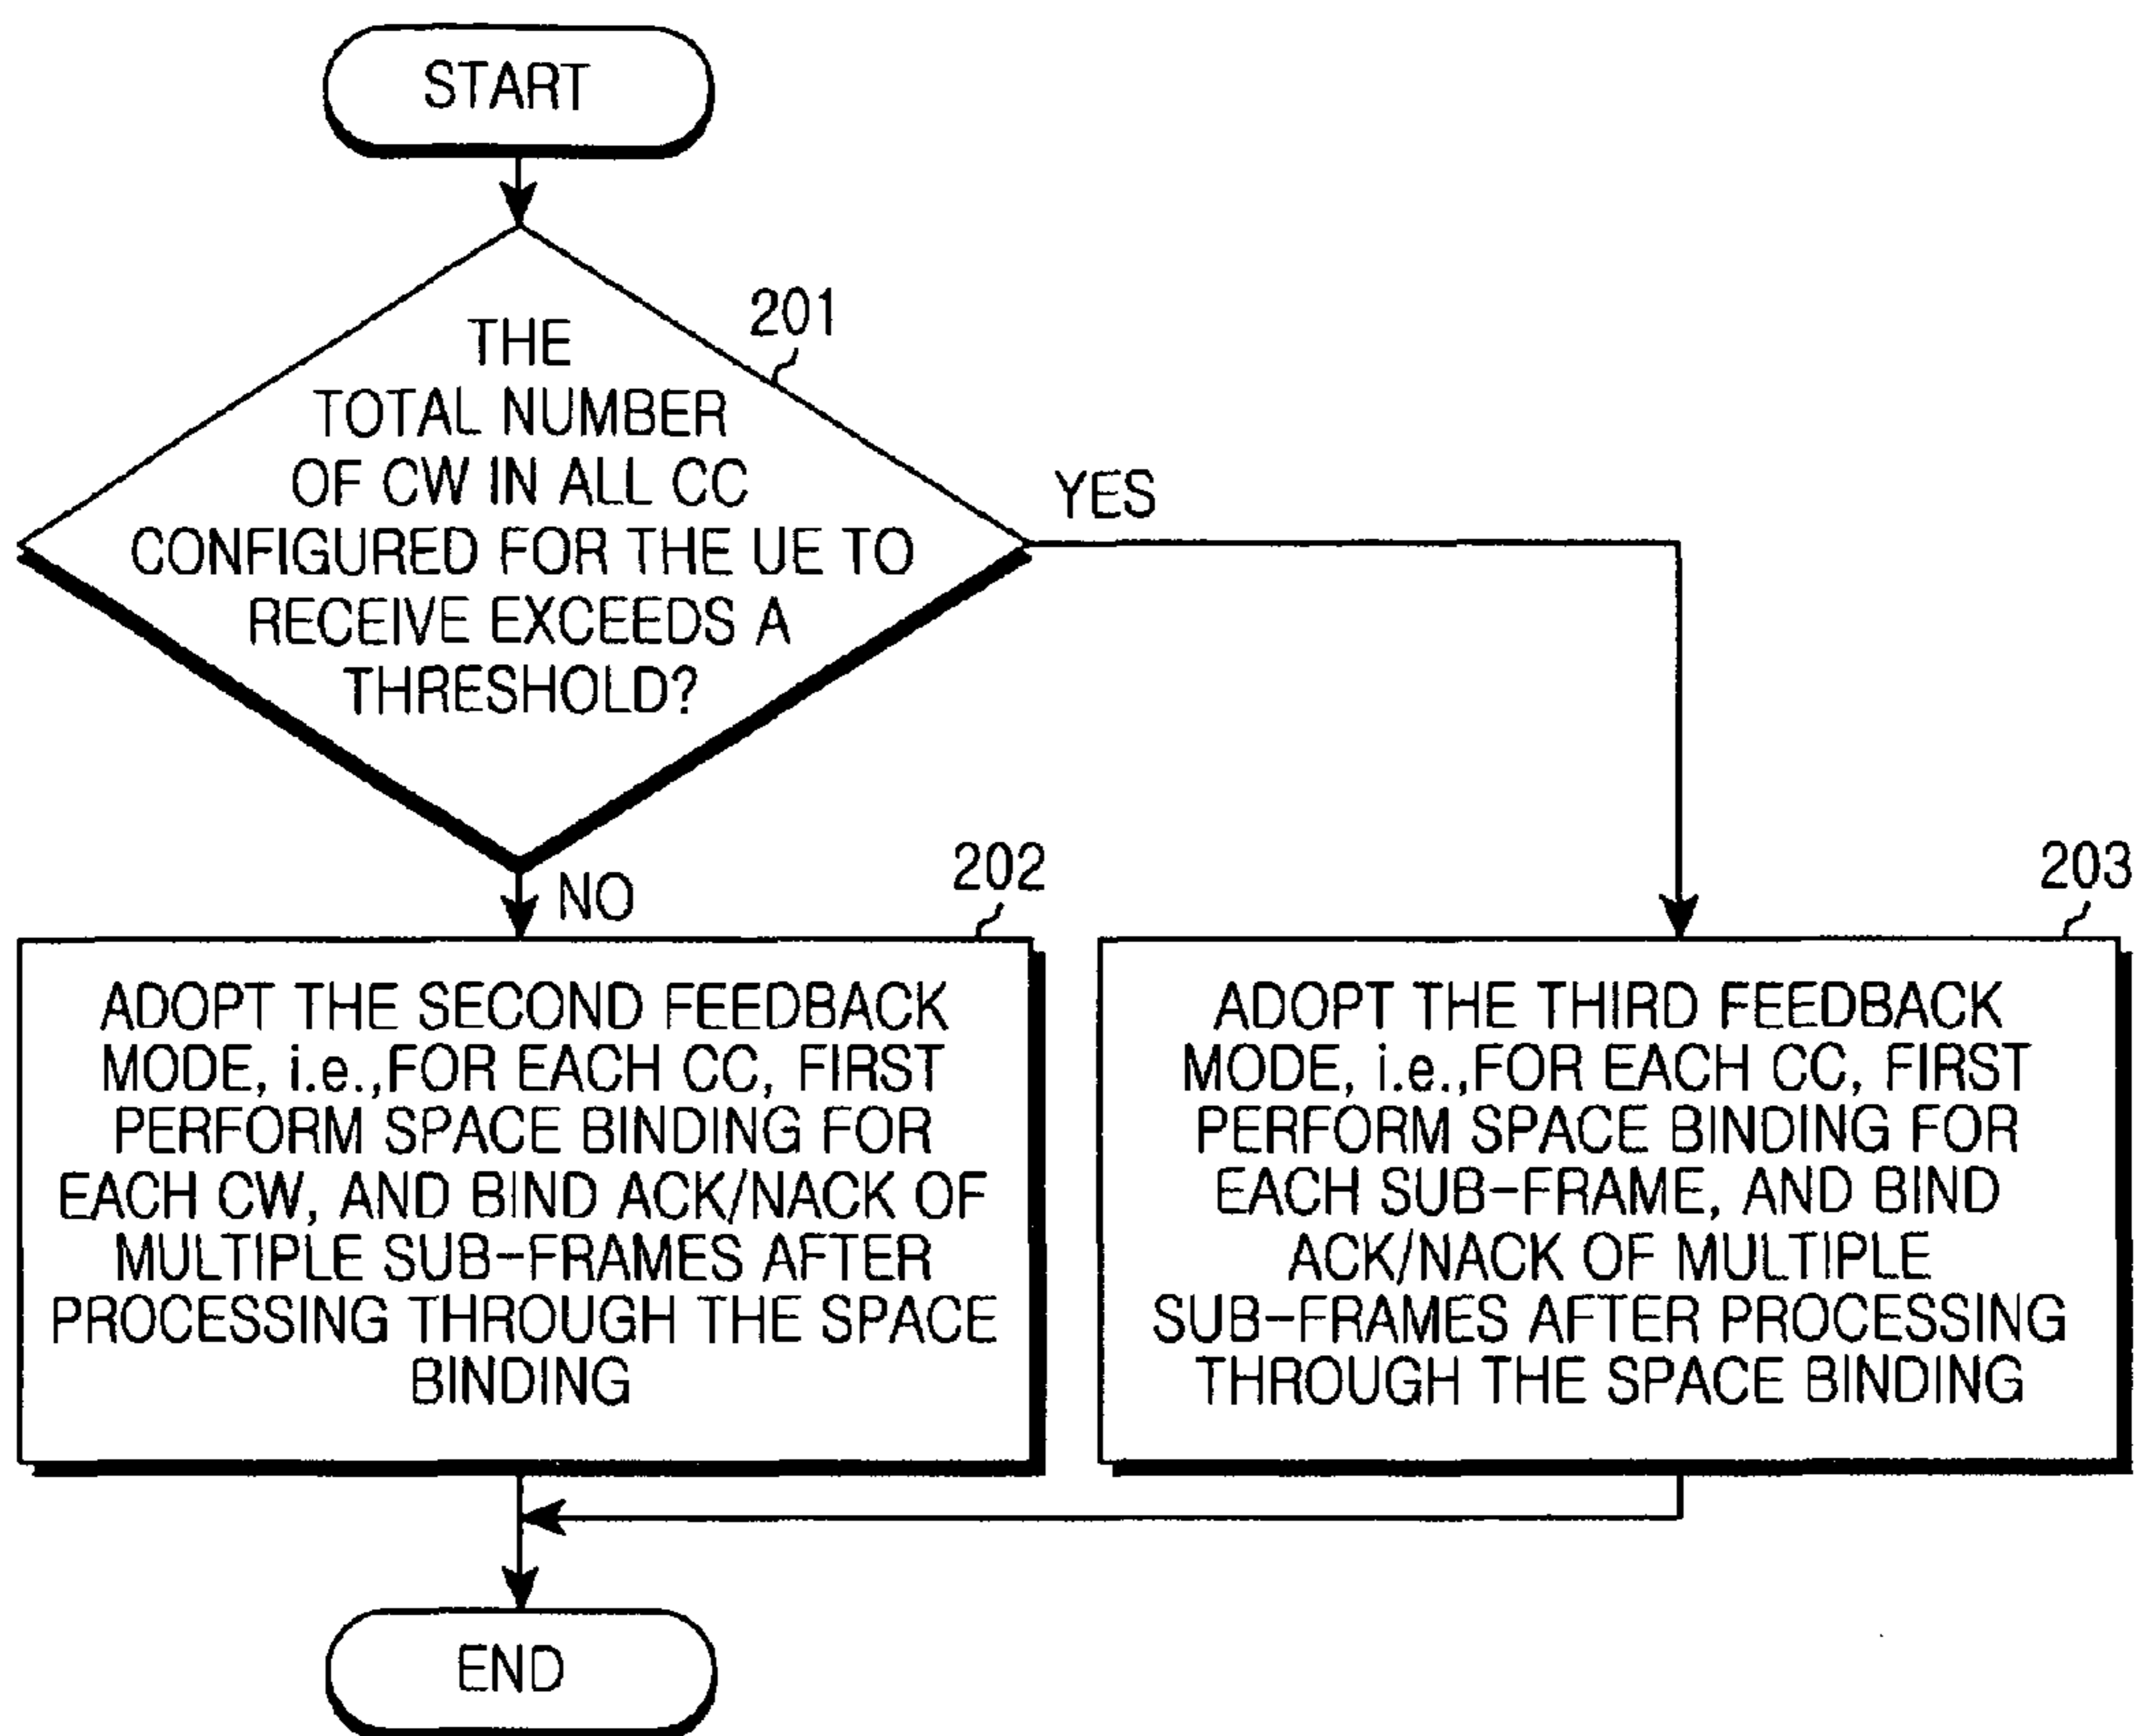 START
201
THE
TOTAL NUMBER
OF CW IN ALL CC
CONFIGURED FOR THE UE TO
RECEIVE EXCEEDS A
THRESHOLD?
YES
NO
202
ADOPT THE SECOND FEEDBACK
MODE, i.e.,FOR EACH CC, FIRST
PERFORM SPACE BINDING FOR
EACH CW, AND BIND ACK/NACK OF
MULTIPLE SUB-FRAMES AFTER
PROCESSING THROUGH THE SPACE
BINDING
203
ADOPT THE THIRD FEEDBACK
MODE, i.e.,FOR EACH CC, FIRST
PERFORM SPACE BINDING FOR
EACH SUB-FRAME, AND BIND
ACK/NACK OF MULTIPLE
SUB-FRAMES AFTER PROCESSING
THROUGH THE SPACE BINDING
END